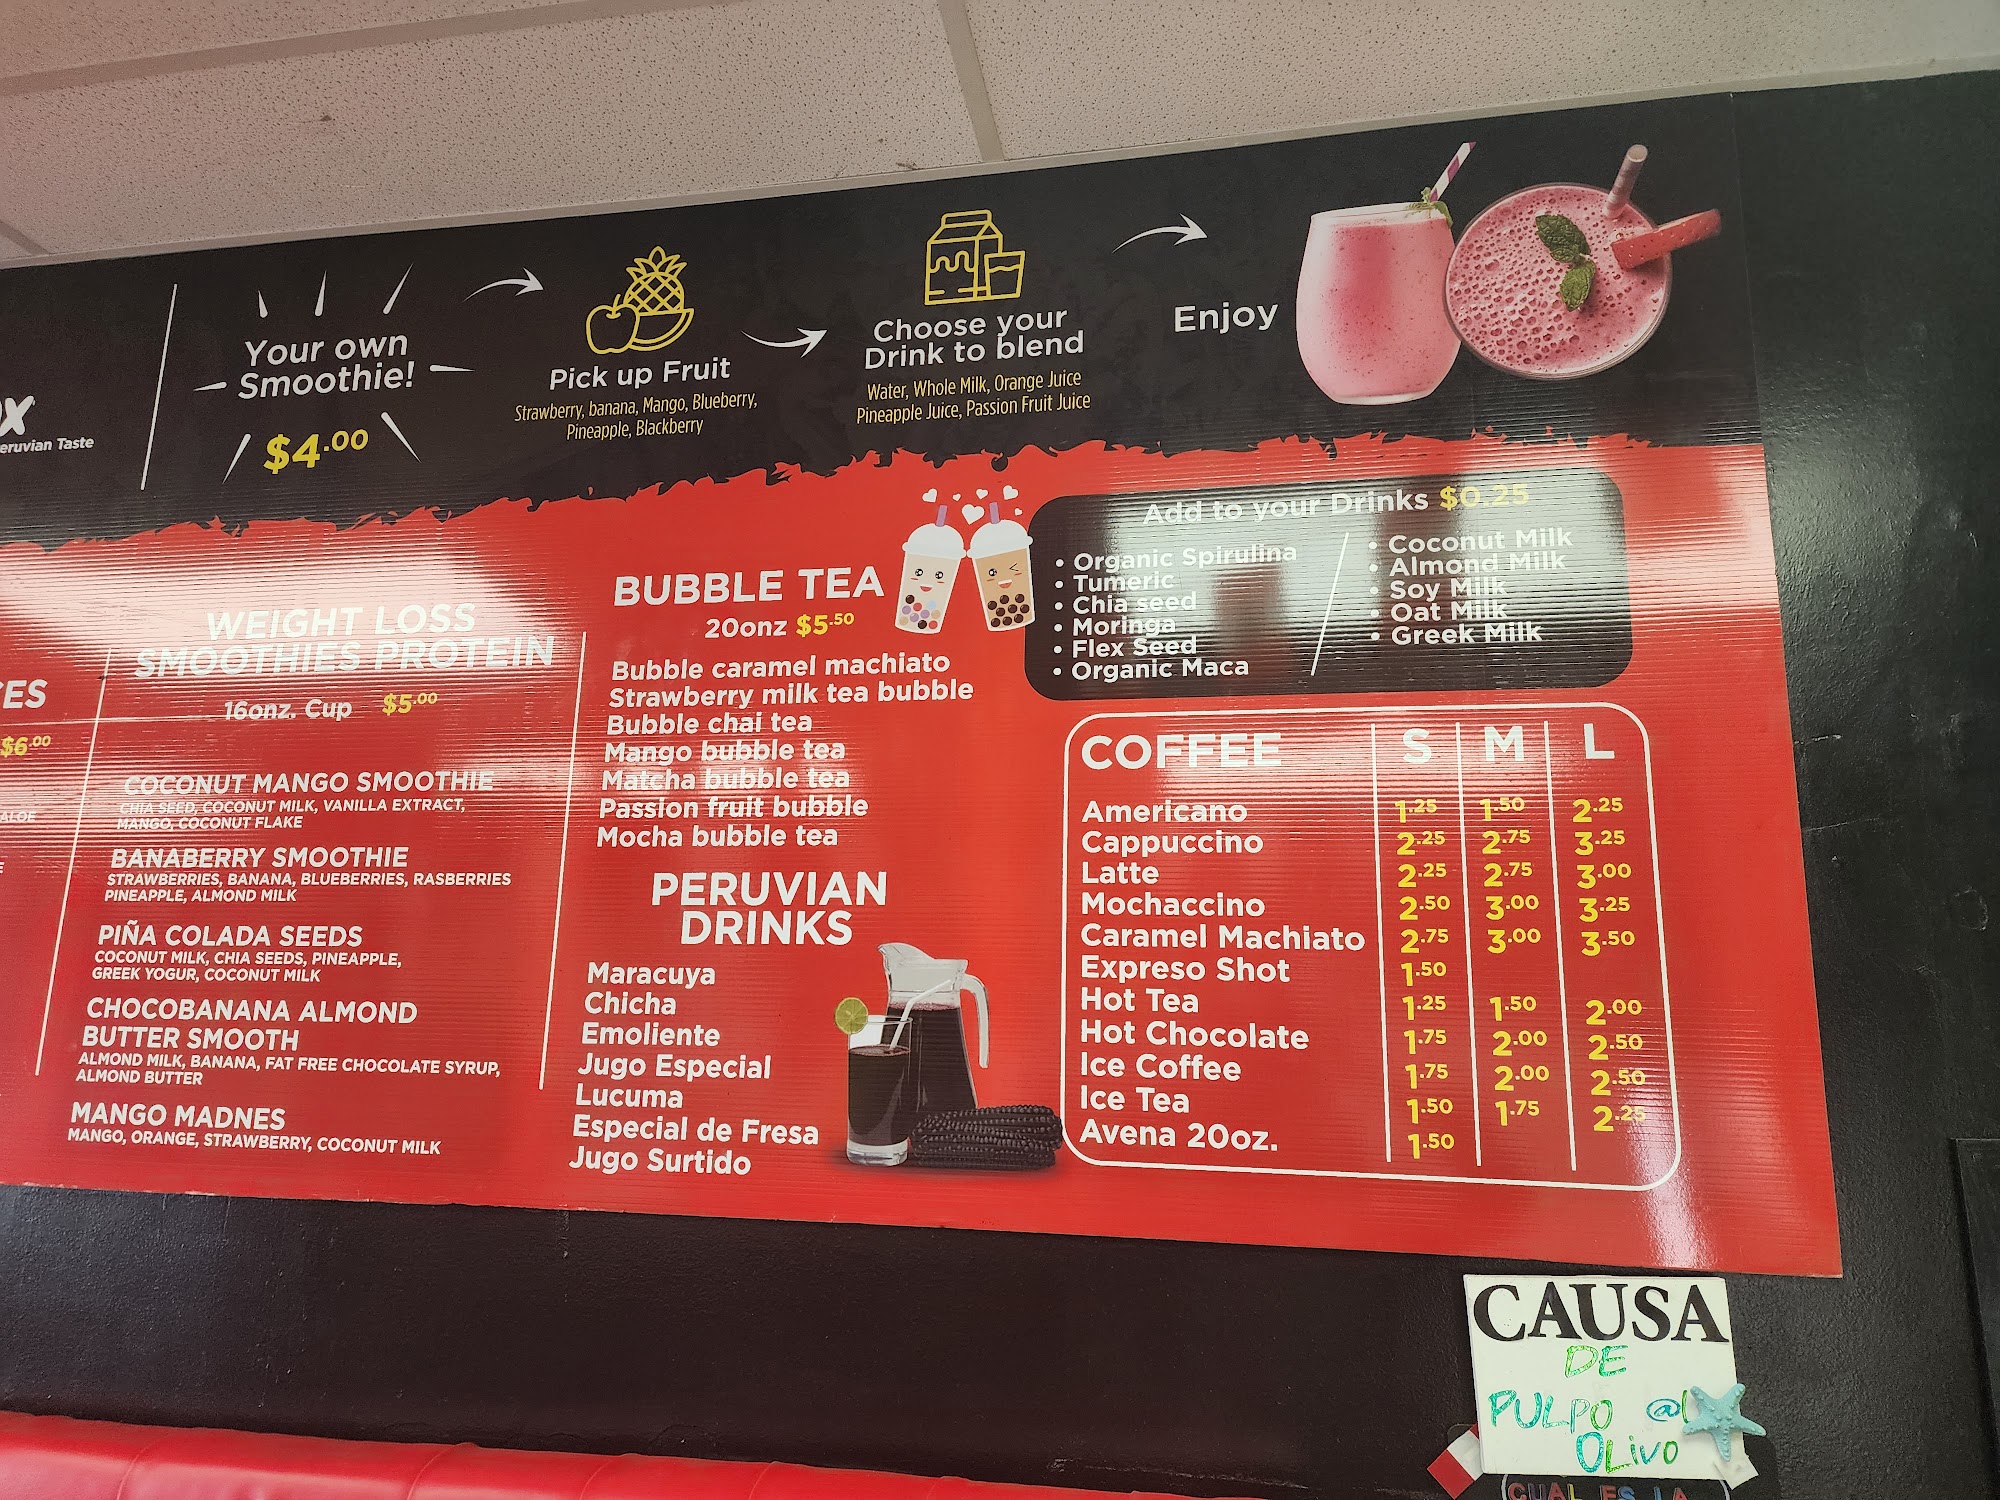 X
eruvian Taste
Your own
Smoothie!
$4.00
Pick up Fruit
Strawberry, banana, Mango, Blueberry,
Pineapple, Blackberry
Choose your
Drink to blend
Water, Whole Milk, Orange Juice
Pineapple Juice, Passion Fruit Juice
Enjoy
ES
$6.00
ALOE
WEIGHT LOSS
SMOOTHIES PROTEIN
16onz. Cup $5.00
COCONUT MANGO SMOOTHIE
CHIA SEED, COCONUT MILK, VANILLA EXTRACT,
MANGO, COCONUT FLAKE
BANABERRY SMOOTHIE
STRAWBERRIES, BANANA, BLUEBERRIES, RASBERRIES
PINEAPPLE, ALMOND MILK
PIÑA COLADA SEEDS
COCONUT MILK, CHIA SEEDS, PINEAPPLE,
GREEK YOGUR, COCONUT MILK
CHOCOBANANA ALMOND
BUTTER SMOOTH
ALMOND MILK, BANANA, FAT FREE CHOCOLATE SYRUP,
ALMOND BUTTER
MANGO MADNES
MANGO, ORANGE, STRAWBERRY, COCONUT MILK
BUBBLE TEA
20onz $5.50
Bubble caramel machiato
Strawberry milk tea bubble
Bubble chai tea
Mango bubble tea
Matcha bubble tea
Passion fruit bubble
Mocha bubble tea
PERUVIAN
DRINKS
Maracuya
Chicha
Emoliente
Jugo Especial
Lucuma
Especial de Fresa
Jugo Surtido
Add to your Drinks $0.25
• Organic Spirulina
• Tumeric
• Chia seed
• Moringa
• Flex Seed
• Organic Maca
• Coconut Milk
• Almond Milk
• Soy Milk
• Oat Milk
• Greek Milk
COFFEE S M L
Americano 1.25 1.50 2.25
Cappuccino 2.25 2.75 3.25
Latte 2.25 2.75 3.00
Mochaccino 2.50 3.00 3.25
Caramel Machiato 2.75 3.00 3.50
Expreso Shot 1.50
Hot Tea 1.25 1.50 2.00
Hot Chocolate 1.75 2.00 2.50
Ice Coffee 1.75 2.00 2.50
Ice Tea 1.50 1.75 2.25
Avena 20oz. 1.50
CAUSA
DE
PULPO @l
OLivo
CUAL ES LA